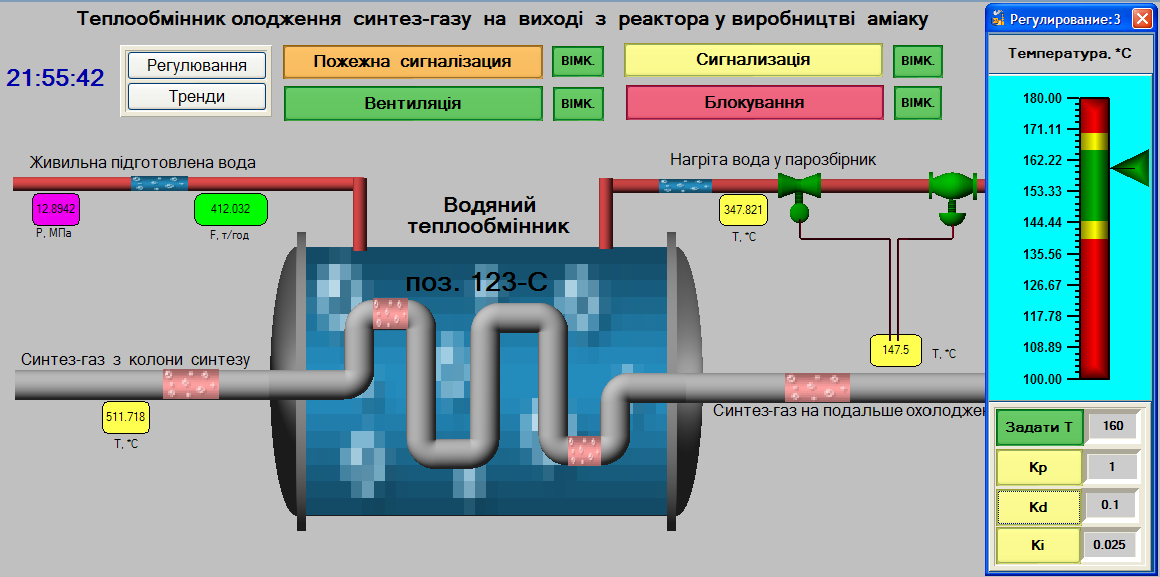 Теплообмінник олодження синтез-газу на виході з реактора у виробництві аміаку
Регулирование:3
21:55:42
Регулювання
Тренди
Пожежна сигналізация
ВІМК.
Сигнализація
ВІМК.
Вентиляція
ВІМК.
Блокування
ВІМК.
Температура, *С
180.00
171.11
162.22
153.33
144.44
135.56
126.67
117.78
108.89
100.00
Живильна підготовлена вода
12.8942
P, МПа
412.032
F, т/год
Нагріта вода у парозбірник
347.821
T, *C
Водяний
теплообмінник
поз. 123-С
147.5
T, *C
Синтез-газ з колони синтезу
511.718
T, *C
Синтез-газ на подальше охолоджен
Задати Т
160
Kp
1
Kd
0.1
Ki
0.025